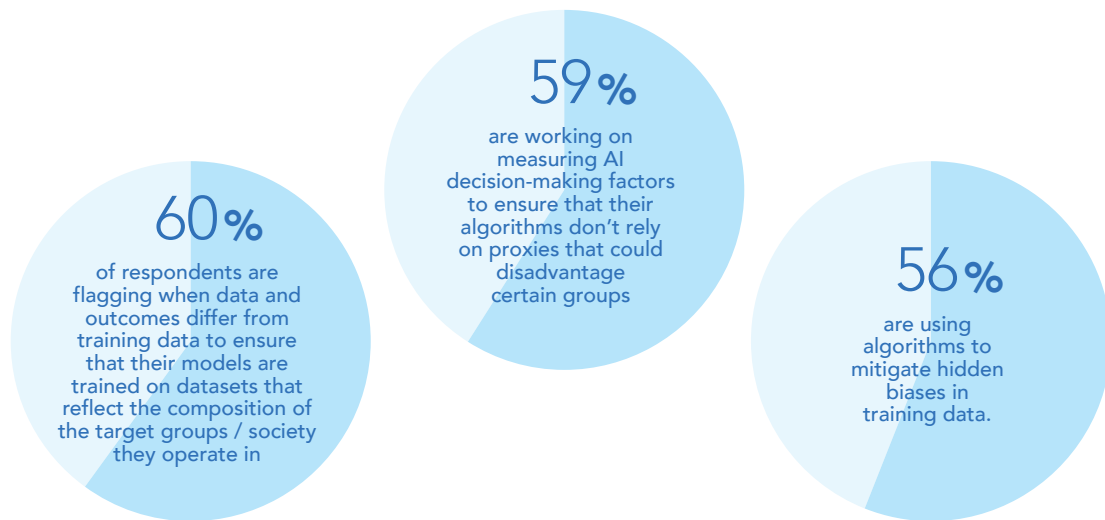 60%
of respondents are
flagging when data and
outcomes differ from
training data to ensure
that their models are
trained on datasets that
reflect the composition of
the target groups / society
they operate in
59%
are working on
measuring AI
decision-making factors
to ensure that their
algorithms don’t rely
on proxies that could
disadvantage
certain groups
56%
are using
algorithms to
mitigate hidden
biases in
training data.